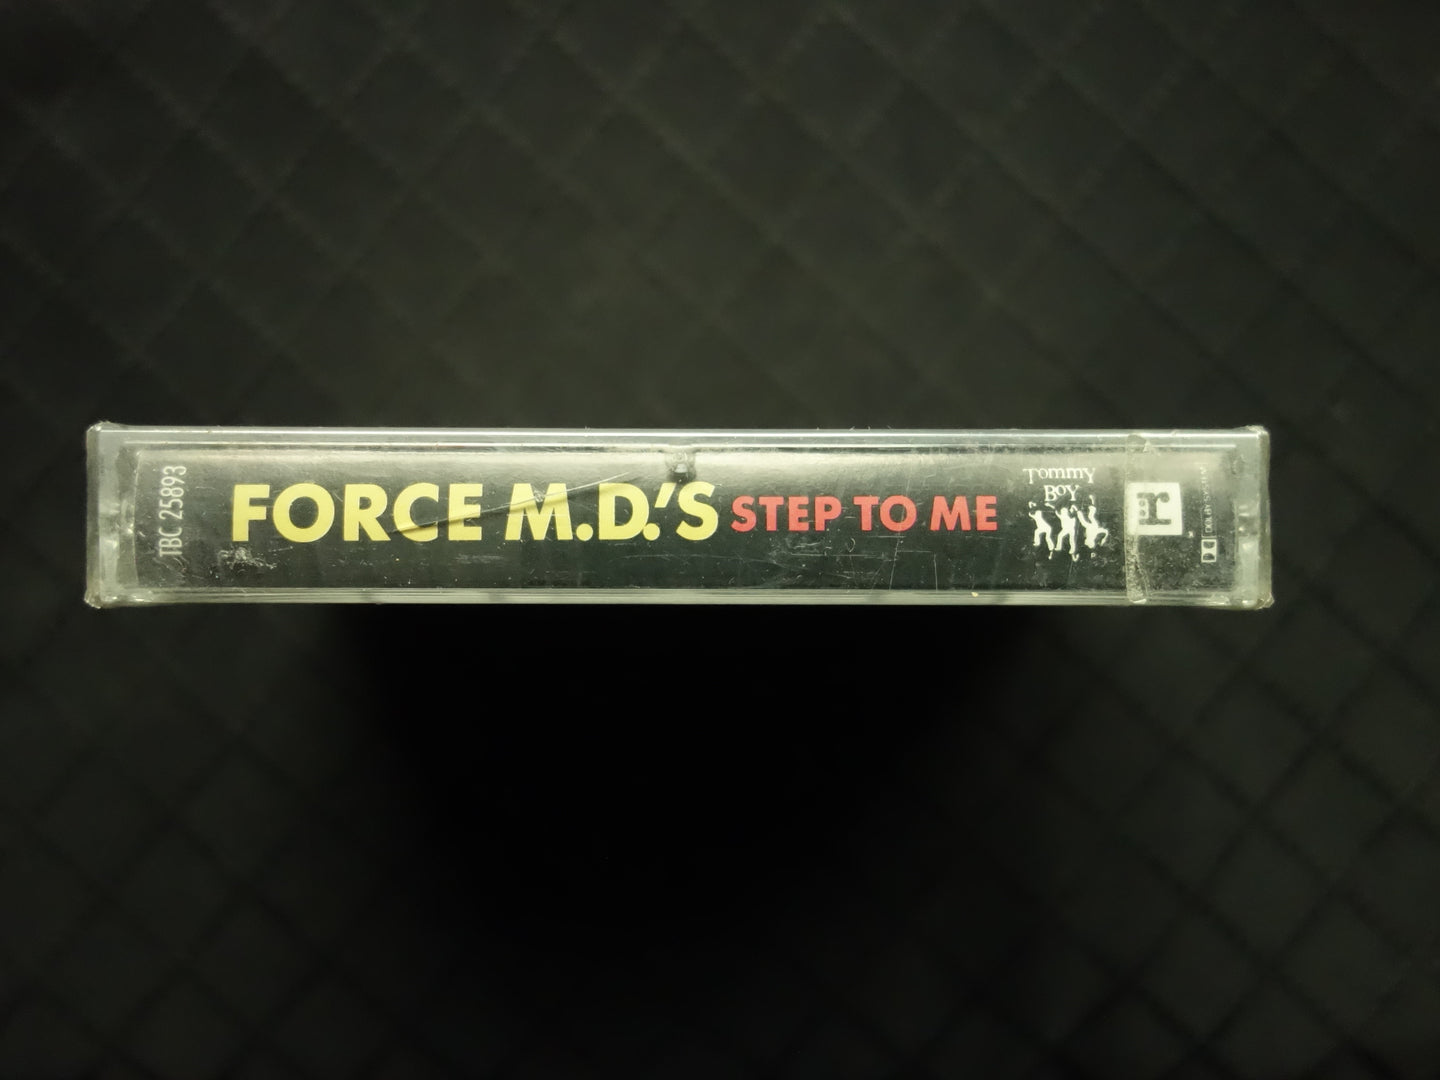 TBC 25893
FORCE M.D.'S STEP TO ME
Tommy
Boy
r